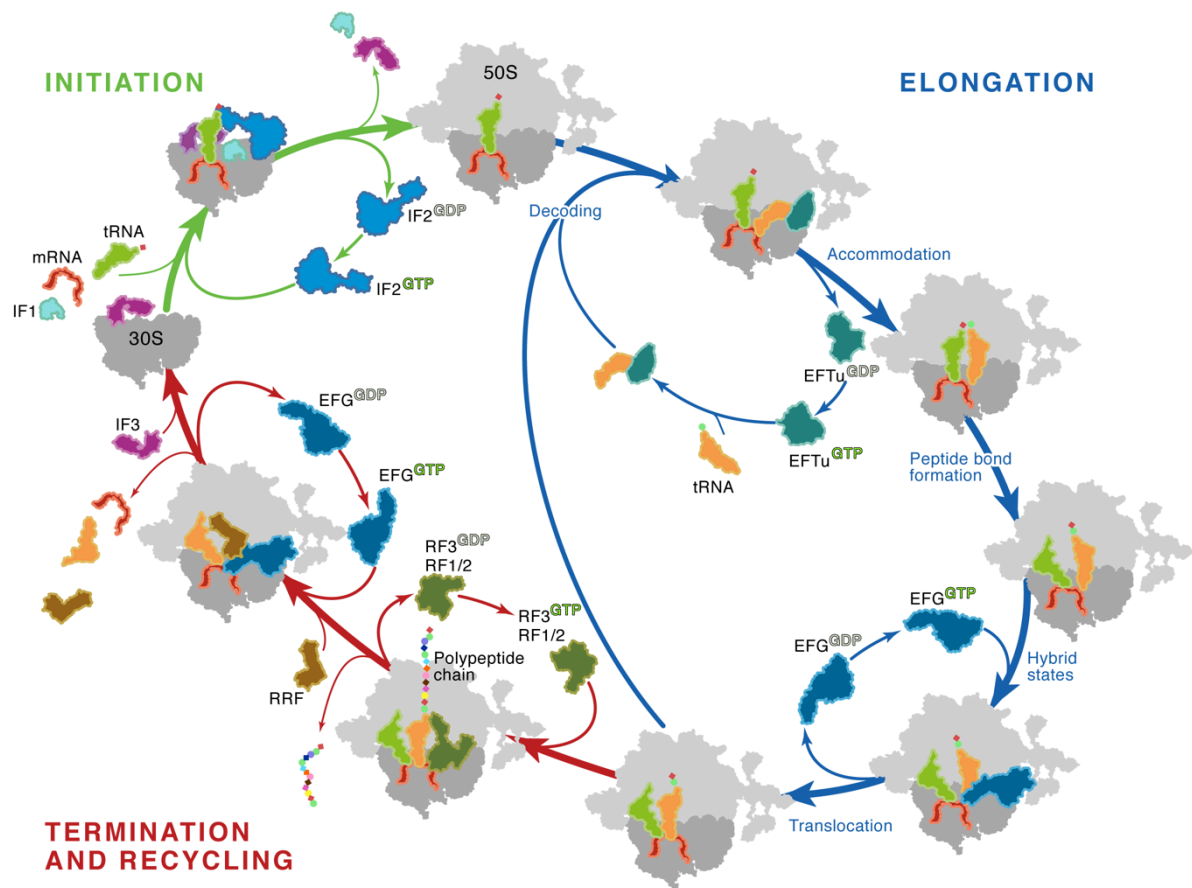 INITIATION
50S
ELONGATION
IF2GDP
Decoding
tRNA
mRNA
IF2GTP
IF1
30S
Accommodation
EFTuGDP
EFTuGTP
tRNA
EFGGDP
IF3
EFGGTP
Peptide bond
formation
RF3GDP
RF1/2
RF3GTP
RF1/2
EFGGTP
EFGGDP
Hybrid
states
Polypeptide
chain
RRF
Translocation
TERMINATION
AND RECYCLING